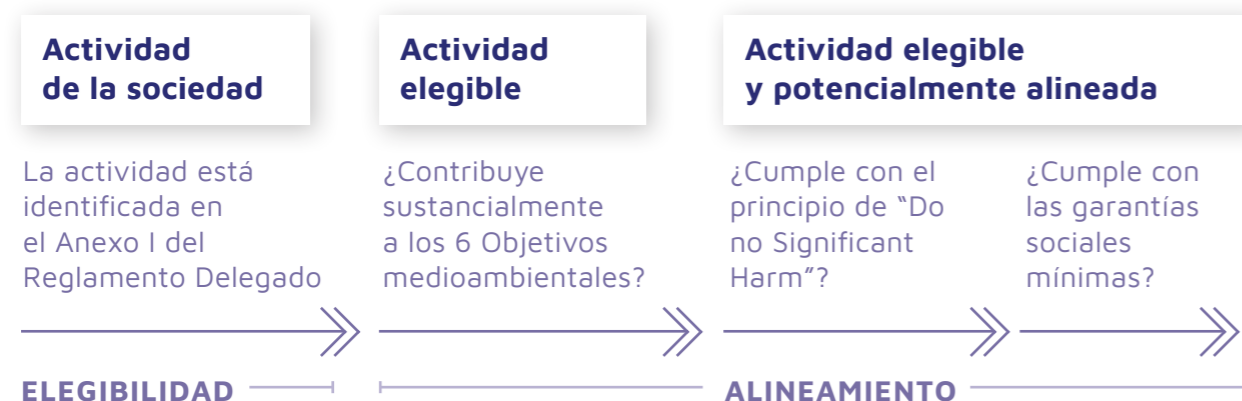 Actividad
de la sociedad
Actividad
elegible
Actividad elegible
y potencialmente alineada
La actividad está
identificada en
el Anexo I del
Reglamento Delegado
¿Contribuye
sustancialmente
a los 6 Objetivos
medioambientales?
¿Cumple con el
principio de “Do
no Significant
Harm”?
¿Cumple con
las garantías
sociales
mínimas?
ELEGIBILIDAD
ALINEAMIENTO